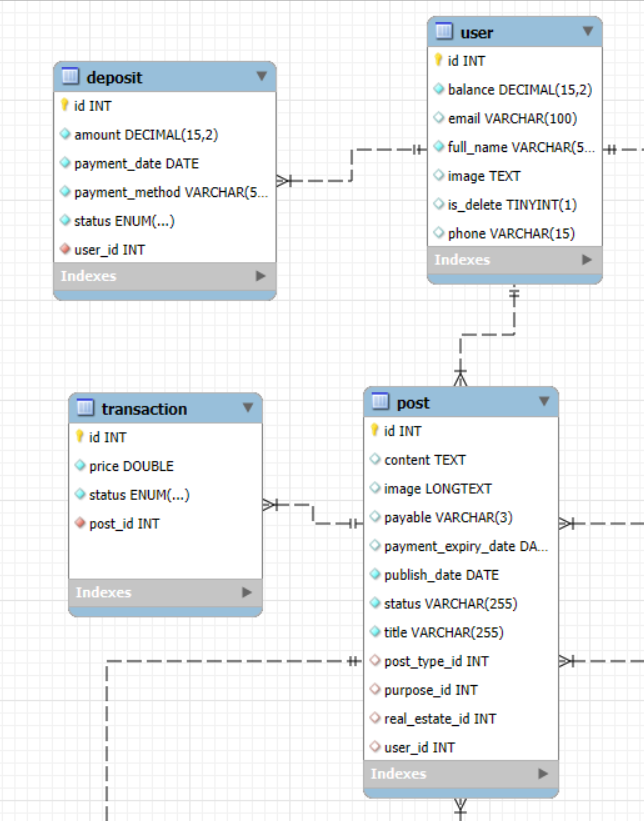 user
id INT
balance DECIMAL(15,2)
email VARCHAR(100)
full_name VARCHAR(5...
image TEXT
is_delete TINYINT(1)
phone VARCHAR(15)
Indexes
deposit
id INT
amount DECIMAL(15,2)
payment_date DATE
payment_method VARCHAR(5...
status ENUM(...)
user_id INT
Indexes
transaction
id INT
price DOUBLE
status ENUM(...)
post_id INT
Indexes
post
id INT
content TEXT
image LONGTEXT
payable VARCHAR(3)
payment_expiry_date DA...
publish_date DATE
status VARCHAR(255)
title VARCHAR(255)
post_type_id INT
purpose_id INT
real_estate_id INT
user_id INT
Indexes